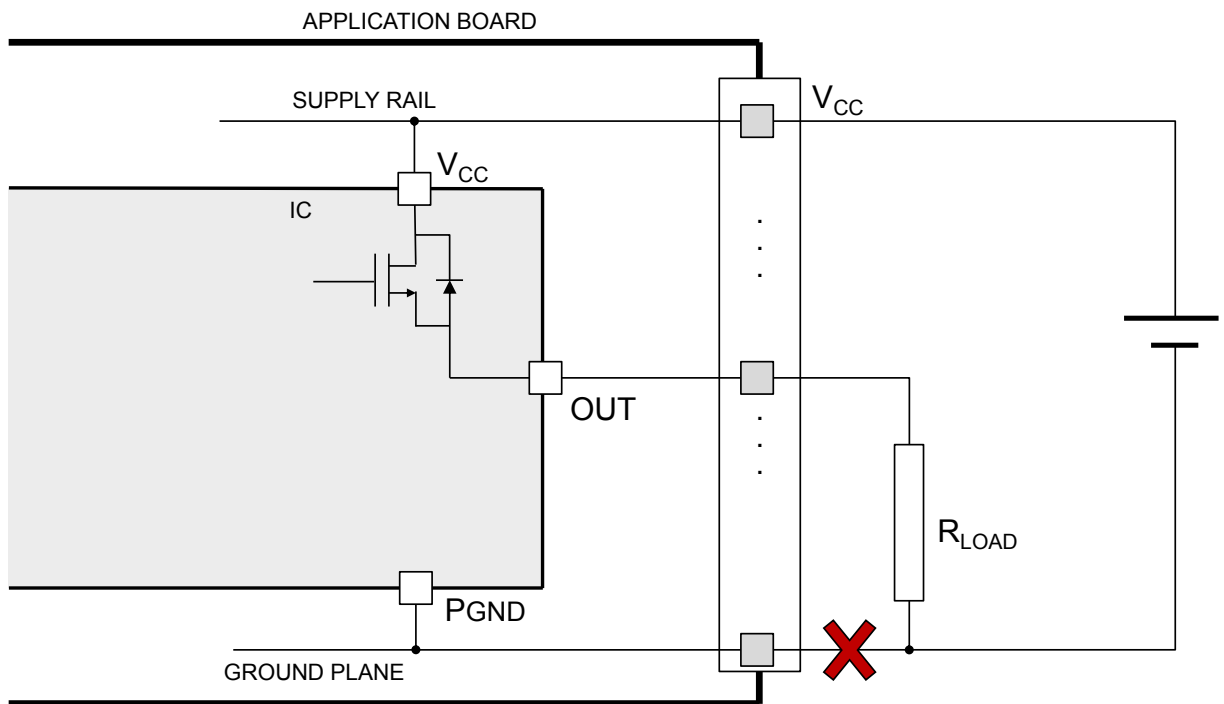 APPLICATION BOARD
SUPPLY RAIL
VCC
VCC
IC
OUT
RLOAD
PGND
GROUND PLANE